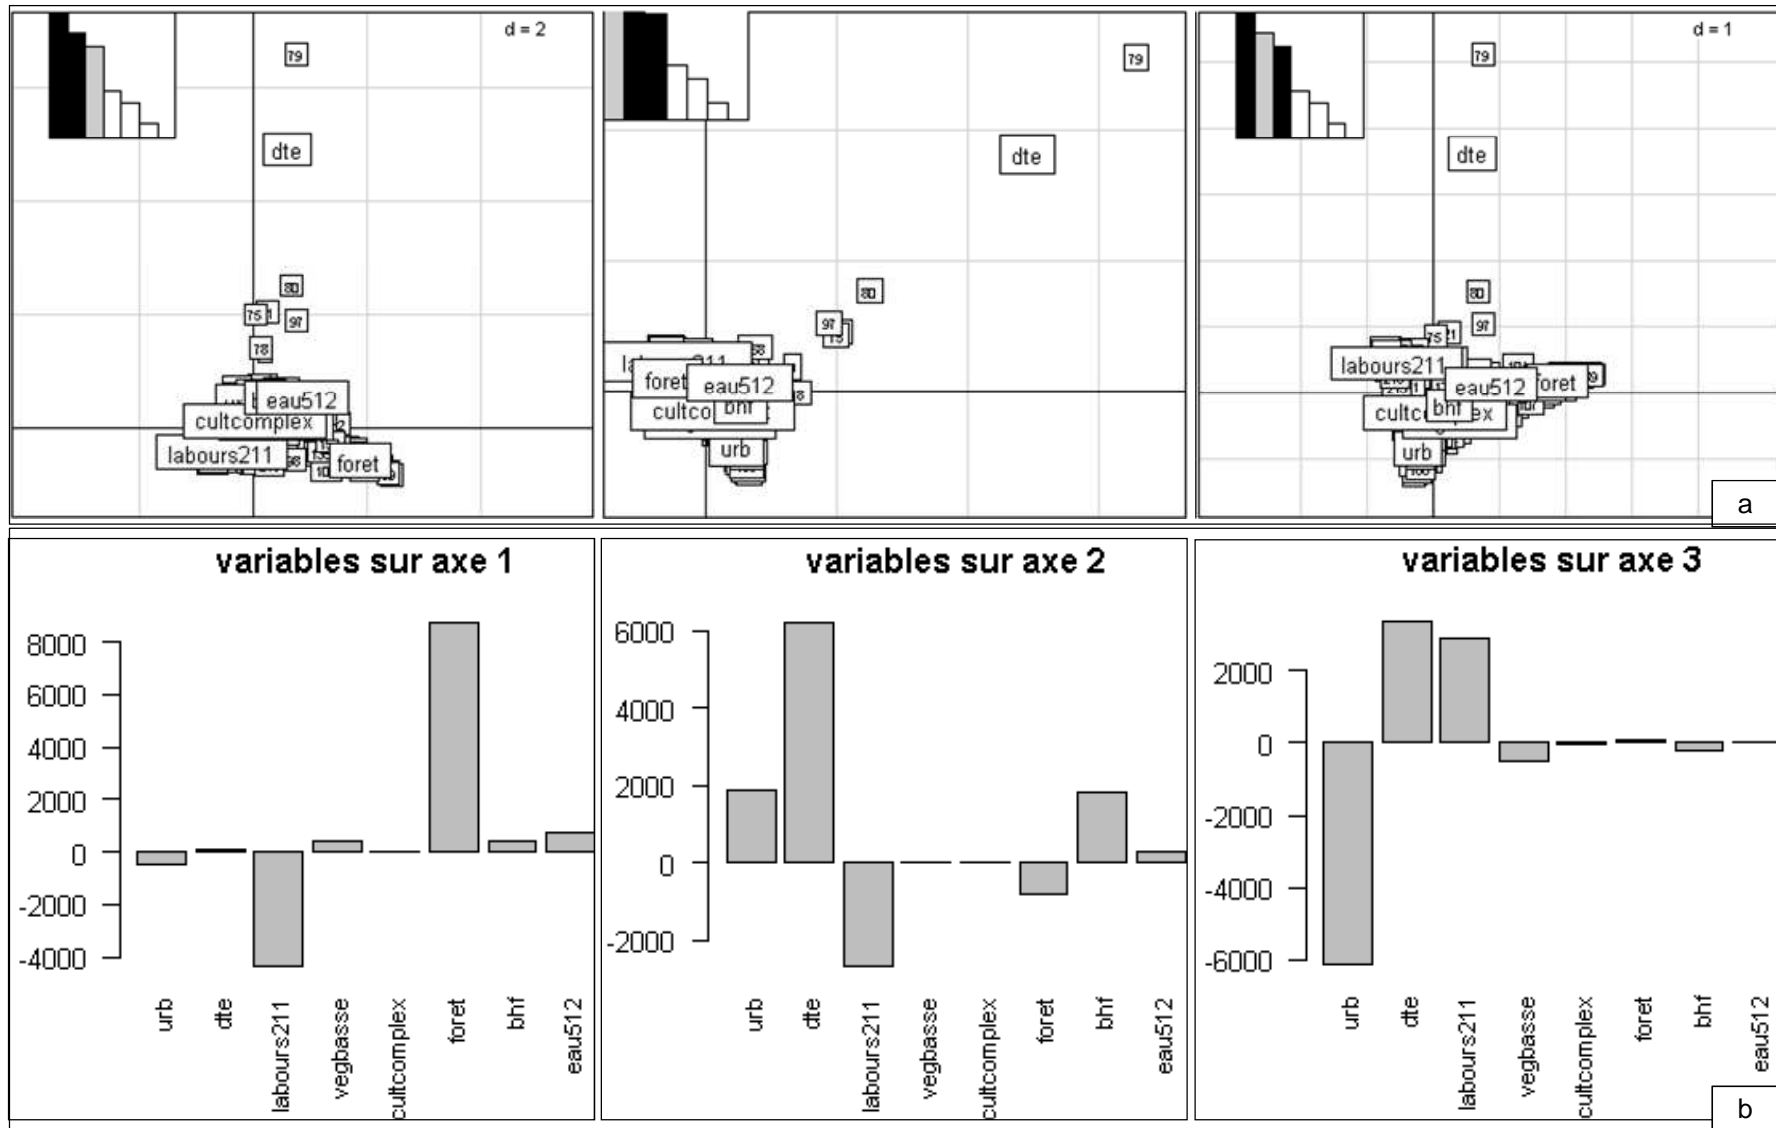 d = 2
79
dte
80
75
97
78
eau512
cultcomplex
labours211
foret
79
dte
80
97
foret
eau512
bhf
urb
d = 1
79
dte
80
97
75
labours211
eau512
foret
bhf
urb
a
variables sur axe 1
8000
6000
4000
2000
0
-2000
-4000
urb
dte
labours211
vegbasse
cultcomplex
foret
bhf
eau512
variables sur axe 2
6000
4000
2000
0
-2000
urb
dte
labours211
vegbasse
cultcomplex
foret
bhf
eau512
variables sur axe 3
2000
0
-2000
-4000
-6000
urb
dte
labours211
vegbasse
cultcomplex
foret
bhf
eau512
b